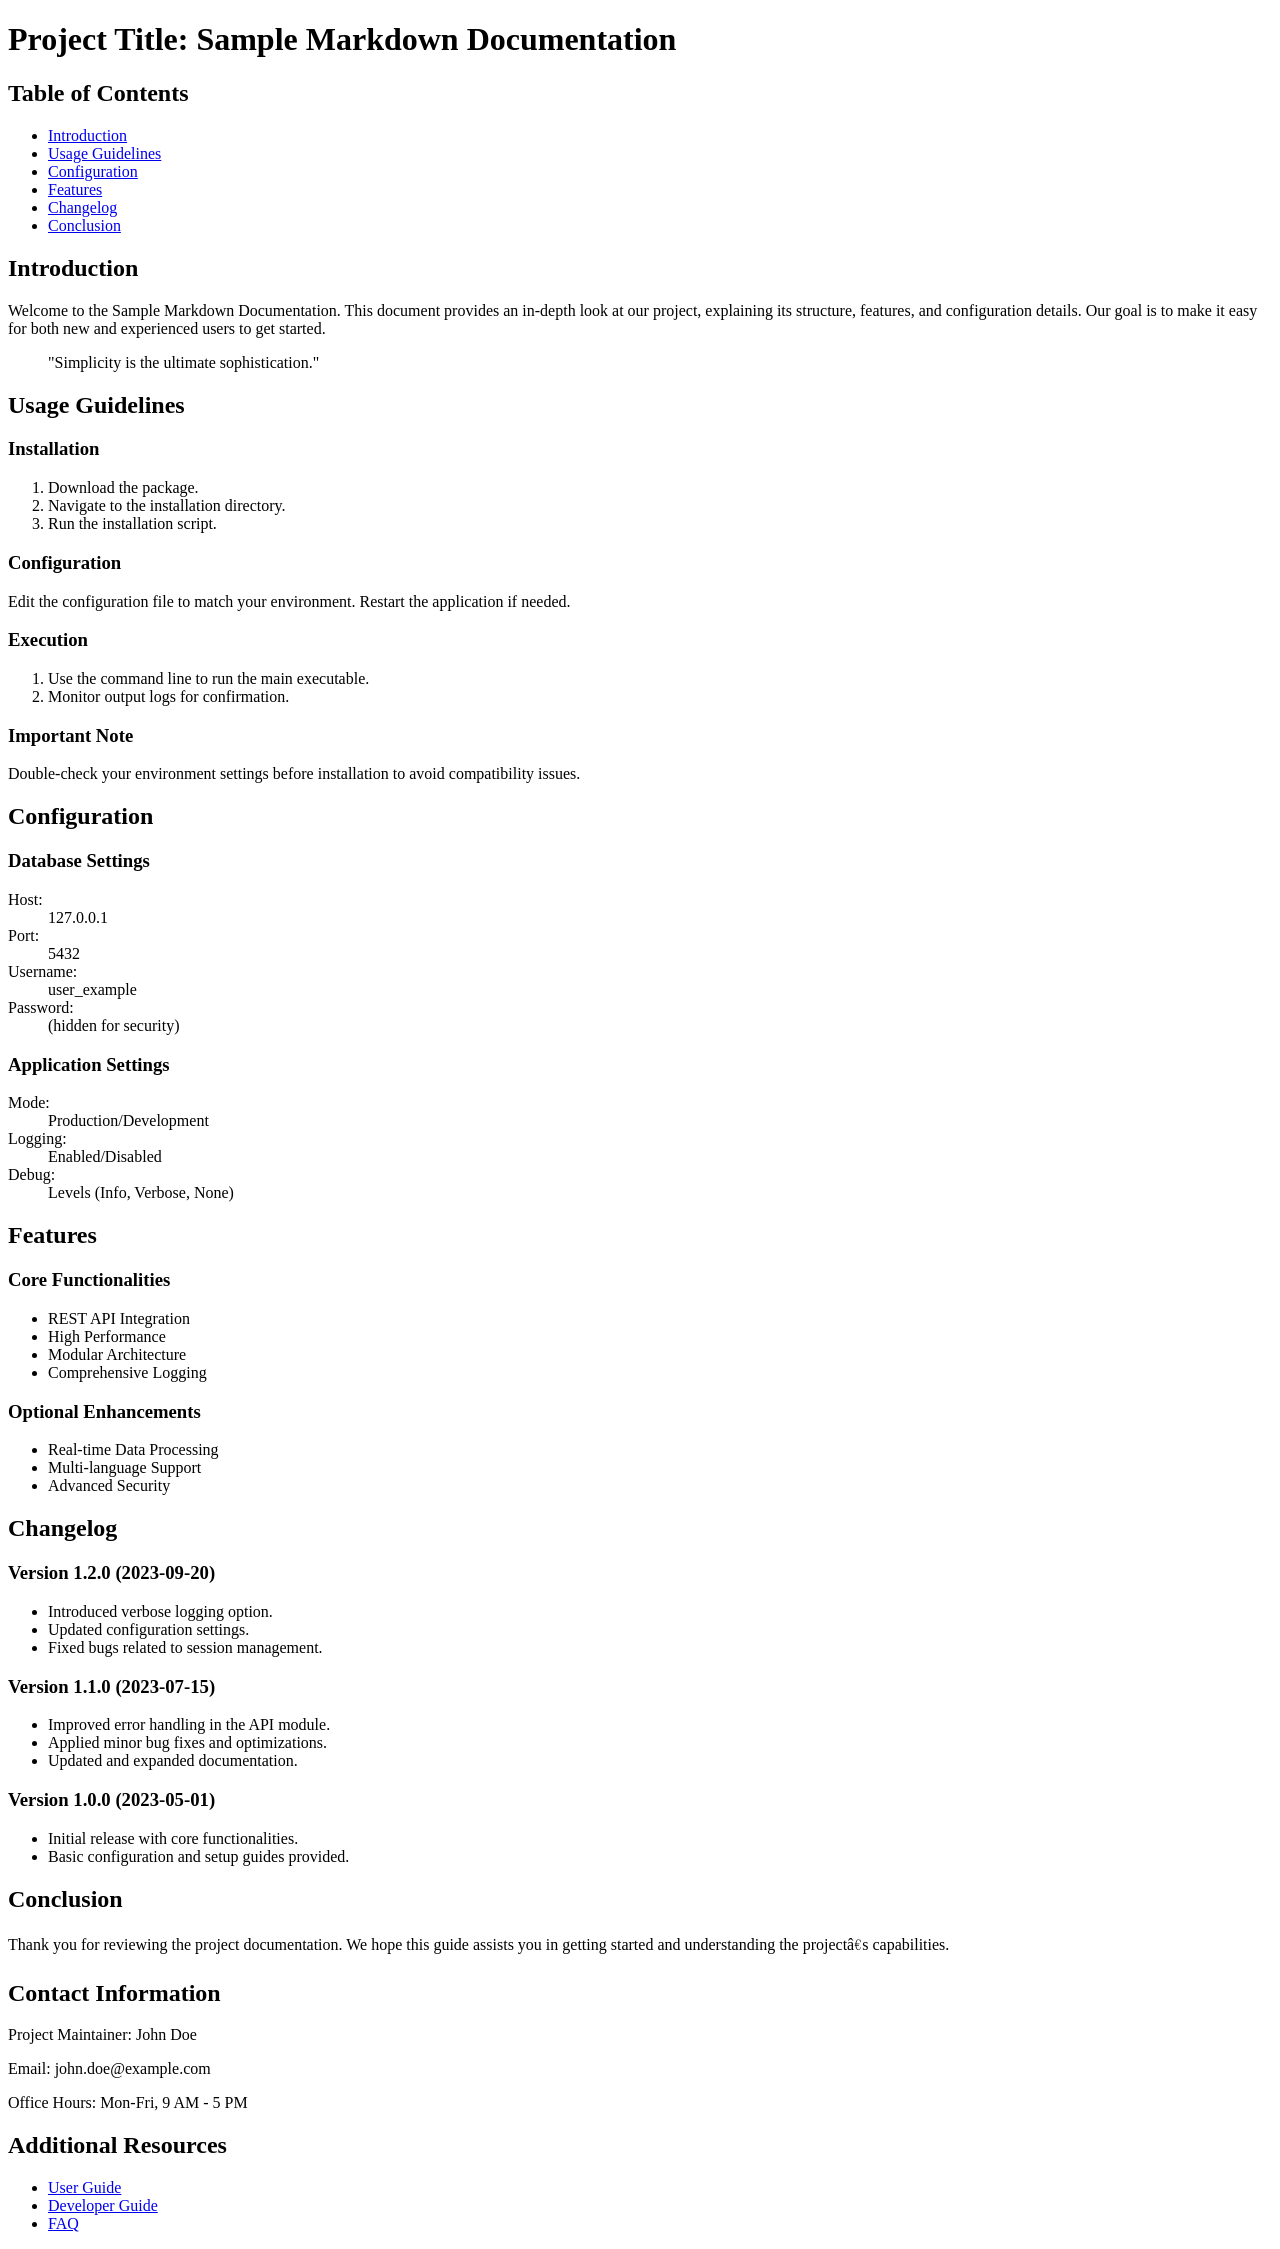 Project Title: Sample Markdown Documentation
Table of Contents
Introduction
Usage Guidelines
Configuration
Features
Changelog
Conclusion
Introduction
Welcome to the Sample Markdown Documentation. This document provides an in-depth look at our project, explaining its structure, features, and configuration details. Our goal is to make it easy
for both new and experienced users to get started.
"Simplicity is the ultimate sophistication."
Usage Guidelines
Installation
1. Download the package.
2. Navigate to the installation directory.
3. Run the installation script.
Configuration
Edit the configuration file to match your environment. Restart the application if needed.
Execution
1. Use the command line to run the main executable.
2. Monitor output logs for confirmation.
Important Note
Double-check your environment settings before installation to avoid compatibility issues.
Configuration
Database Settings
Host:
127.0.0.1
Port:
5432
Username:
user_example
Password:
(hidden for security)
Application Settings
Mode:
Production/Development
Logging:
Enabled/Disabled
Debug:
Levels (Info, Verbose, None)
Features
Core Functionalities
REST API Integration
High Performance
Modular Architecture
Comprehensive Logging
Optional Enhancements
Real-time Data Processing
Multi-language Support
Advanced Security
Changelog
Version 1.2.0 (2023-09-20)
Introduced verbose logging option.
Updated configuration settings.
Fixed bugs related to session management.
Version 1.1.0 (2023-07-15)
Improved error handling in the API module.
Applied minor bug fixes and optimizations.
Updated and expanded documentation.
Version 1.0.0 (2023-05-01)
Initial release with core functionalities.
Basic configuration and setup guides provided.
Conclusion
Thank you for reviewing the project documentation. We hope this guide assists you in getting started and understanding the projectâ€s capabilities.
Contact Information
Project Maintainer: John Doe
Email: john.doe@example.com
Office Hours: Mon-Fri, 9 AM - 5 PM
Additional Resources
User Guide
Developer Guide
FAQ